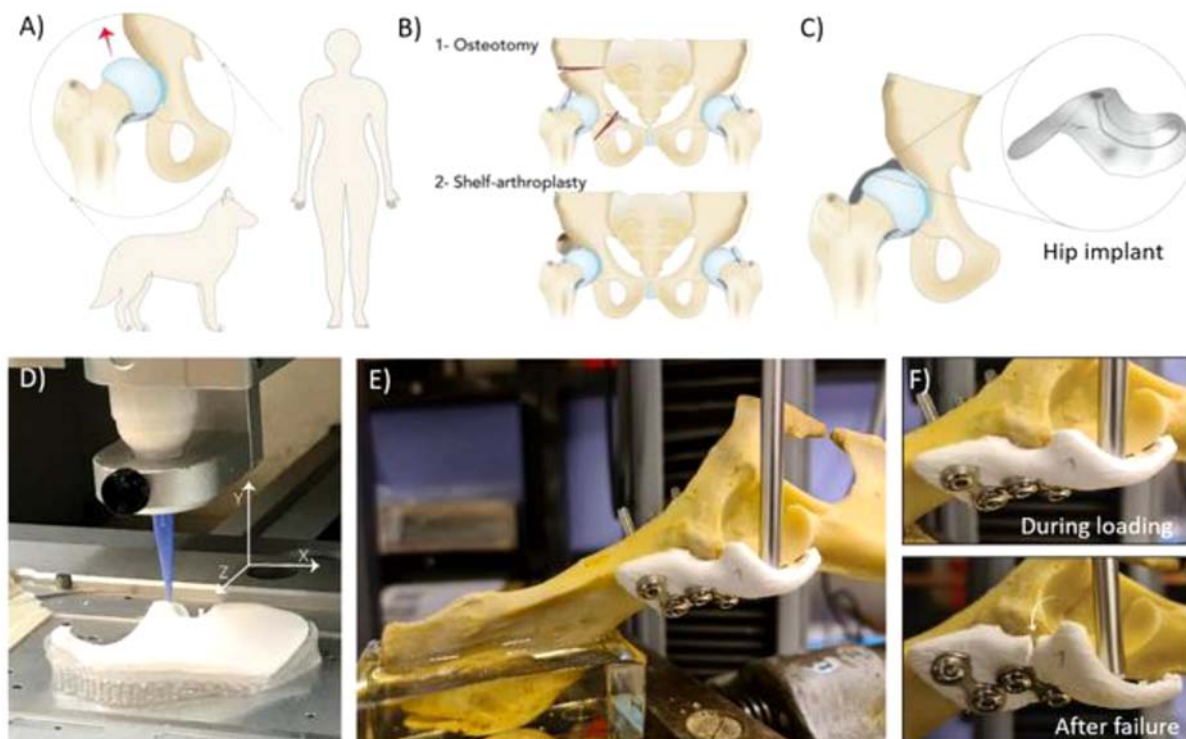 A)
B)
1- Osteotomy
2- Shelf-arthroplasty
C)
Hip implant
D)
Y
X
Z
E)
F)
During loading
After failure